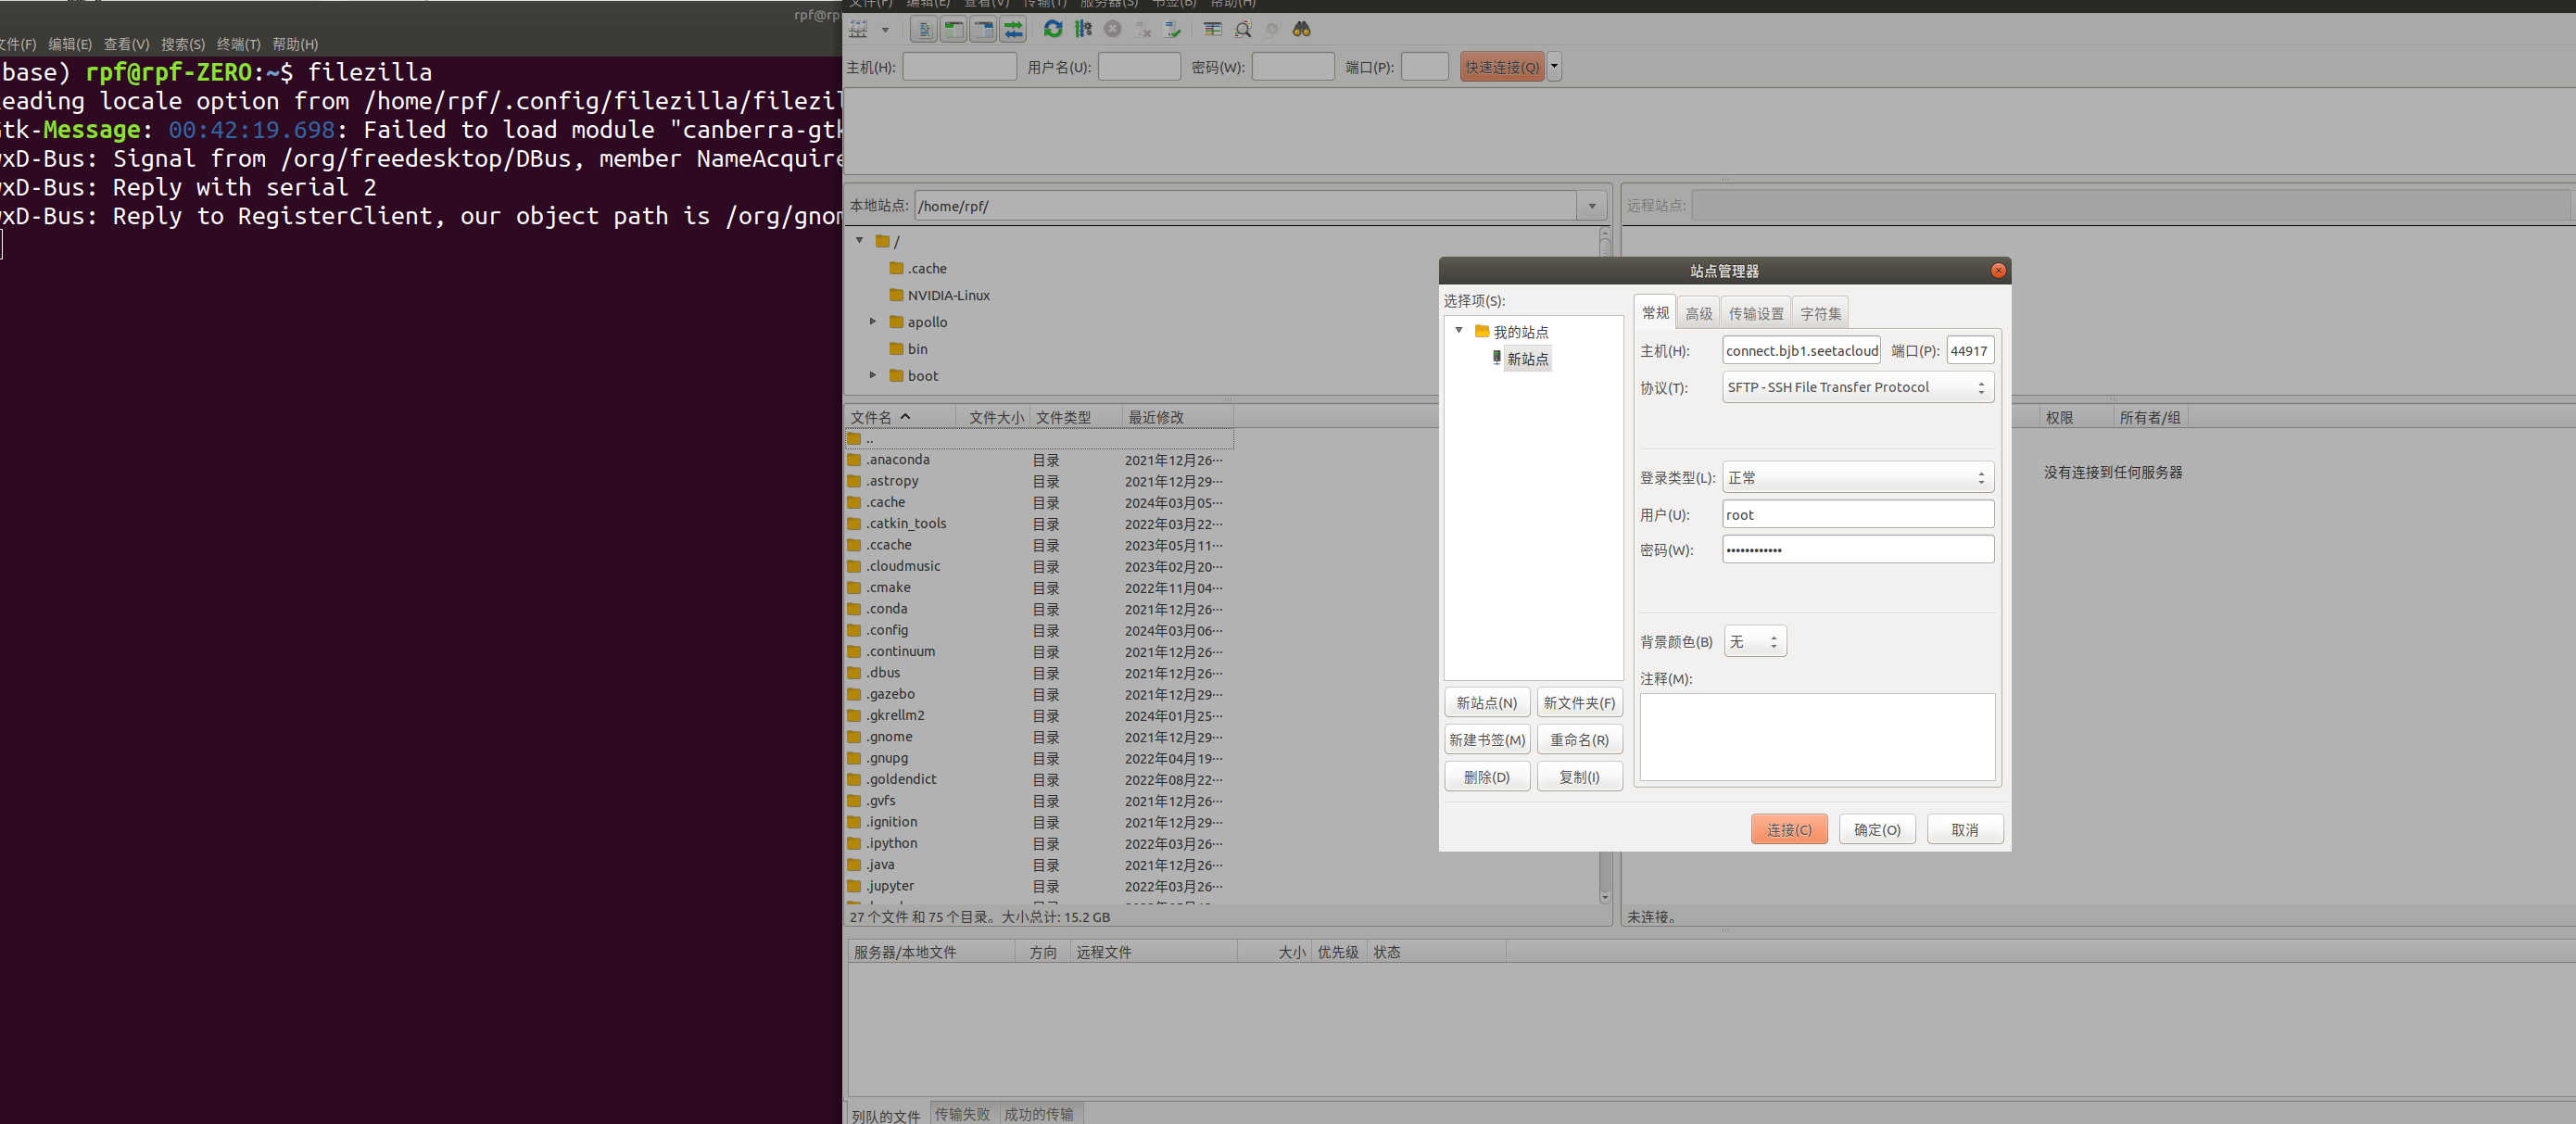 rpf@rp
文件(F) 编辑(E) 查看(V) 搜索(S) 终端(T) 帮助(H)
base) rpf@rpf-ZERO:~$ filezilla
eading locale option from /home/rpf/.config/filezilla/filezil
tk-Message: 00:42:19.698: Failed to load module "canberra-gtk
xD-Bus: Signal from /org/freedesktop/DBus, member NameAcquire
xD-Bus: Reply with serial 2
xD-Bus: Reply to RegisterClient, our object path is /org/gnom
文件(F) 编辑(E) 查看(V) 传输(T) 服务器(S) 书签(B) 帮助(H)
主机(H): 用户名(U): 密码(W): 端口(P): 快速连接(Q)
本地站点: /home/rpf/
/
.cache
NVIDIA-Linux
apollo
bin
boot
文件名 文件大小 文件类型 最近修改
..
.anaconda 目录 2021年12月26…
.astropy 目录 2021年12月29…
.cache 目录 2024年03月05…
.catkin_tools 目录 2022年03月22…
.ccache 目录 2023年05月11…
.cloudmusic 目录 2023年02月20…
.cmake 目录 2022年11月04…
.conda 目录 2021年12月26…
.config 目录 2024年03月06…
.continuum 目录 2021年12月26…
.dbus 目录 2021年12月26…
.gazebo 目录 2021年12月29…
.gkrellm2 目录 2024年01月25…
.gnome 目录 2021年12月29…
.gnupg 目录 2022年04月19…
.goldendict 目录 2022年08月22…
.gvfs 目录 2021年12月26…
.ignition 目录 2021年12月29…
.ipython 目录 2022年03月26…
.java 目录 2021年12月26…
.jupyter 目录 2022年03月26…
27 个文件 和 75 个目录。大小总计: 15.2 GB
远程站点:
权限 所有者/组
没有连接到任何服务器
未连接。
站点管理器
选择项(S):
我的站点
新站点
新站点(N) 新文件夹(F)
新建书签(M) 重命名(R)
删除(D) 复制(I)
常规 高级 传输设置 字符集
主机(H): connect.bjb1.seetacloud 端口(P): 44917
协议(T): SFTP - SSH File Transfer Protocol
登录类型(L): 正常
用户(U): root
密码(W): ••••••••••••
背景颜色(B) 无
注释(M):
连接(C) 确定(O) 取消
服务器/本地文件 方向 远程文件 大小 优先级 状态
列队的文件 传输失败 成功的传输